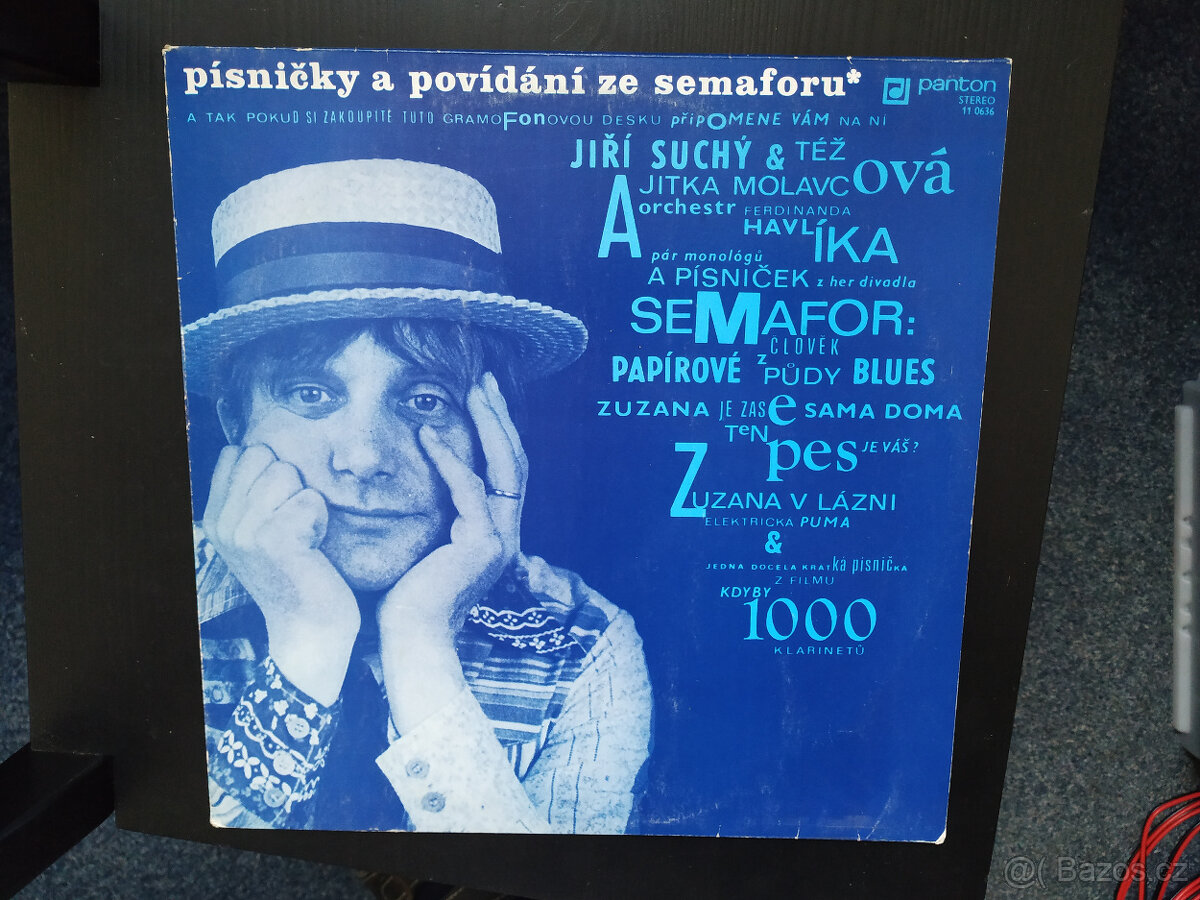 písničky a povídání ze semaforu*
panton
STEREO
11 0636
A TAK POKUD SI ZAKOUPITE TUTO GRAMOFONOVOU DESKU připOMENE VÁM NA NÍ
JIŘÍ SUCHÝ & TÉŽ
JITKA MOLAVCová
A orchestr FERDINANDA
HAVLÍKA
pár monologů
A PÍSNIČEK z her divadla
SEMAFOR:
ČLOVĚK
PAPÍROVÉ z PŮDY BLUES
ZUZANA JE ZASe SAMA DOMA
TeN pes JE VÁŠ?
ZUZANA V LÁZNI
ELEKTRICKÁ PUMA
&
JEDNA DOCELA KRATká písničKA
Z FILMU
KDYBY
1000
KLARINETŮ
@( Bazos.cz